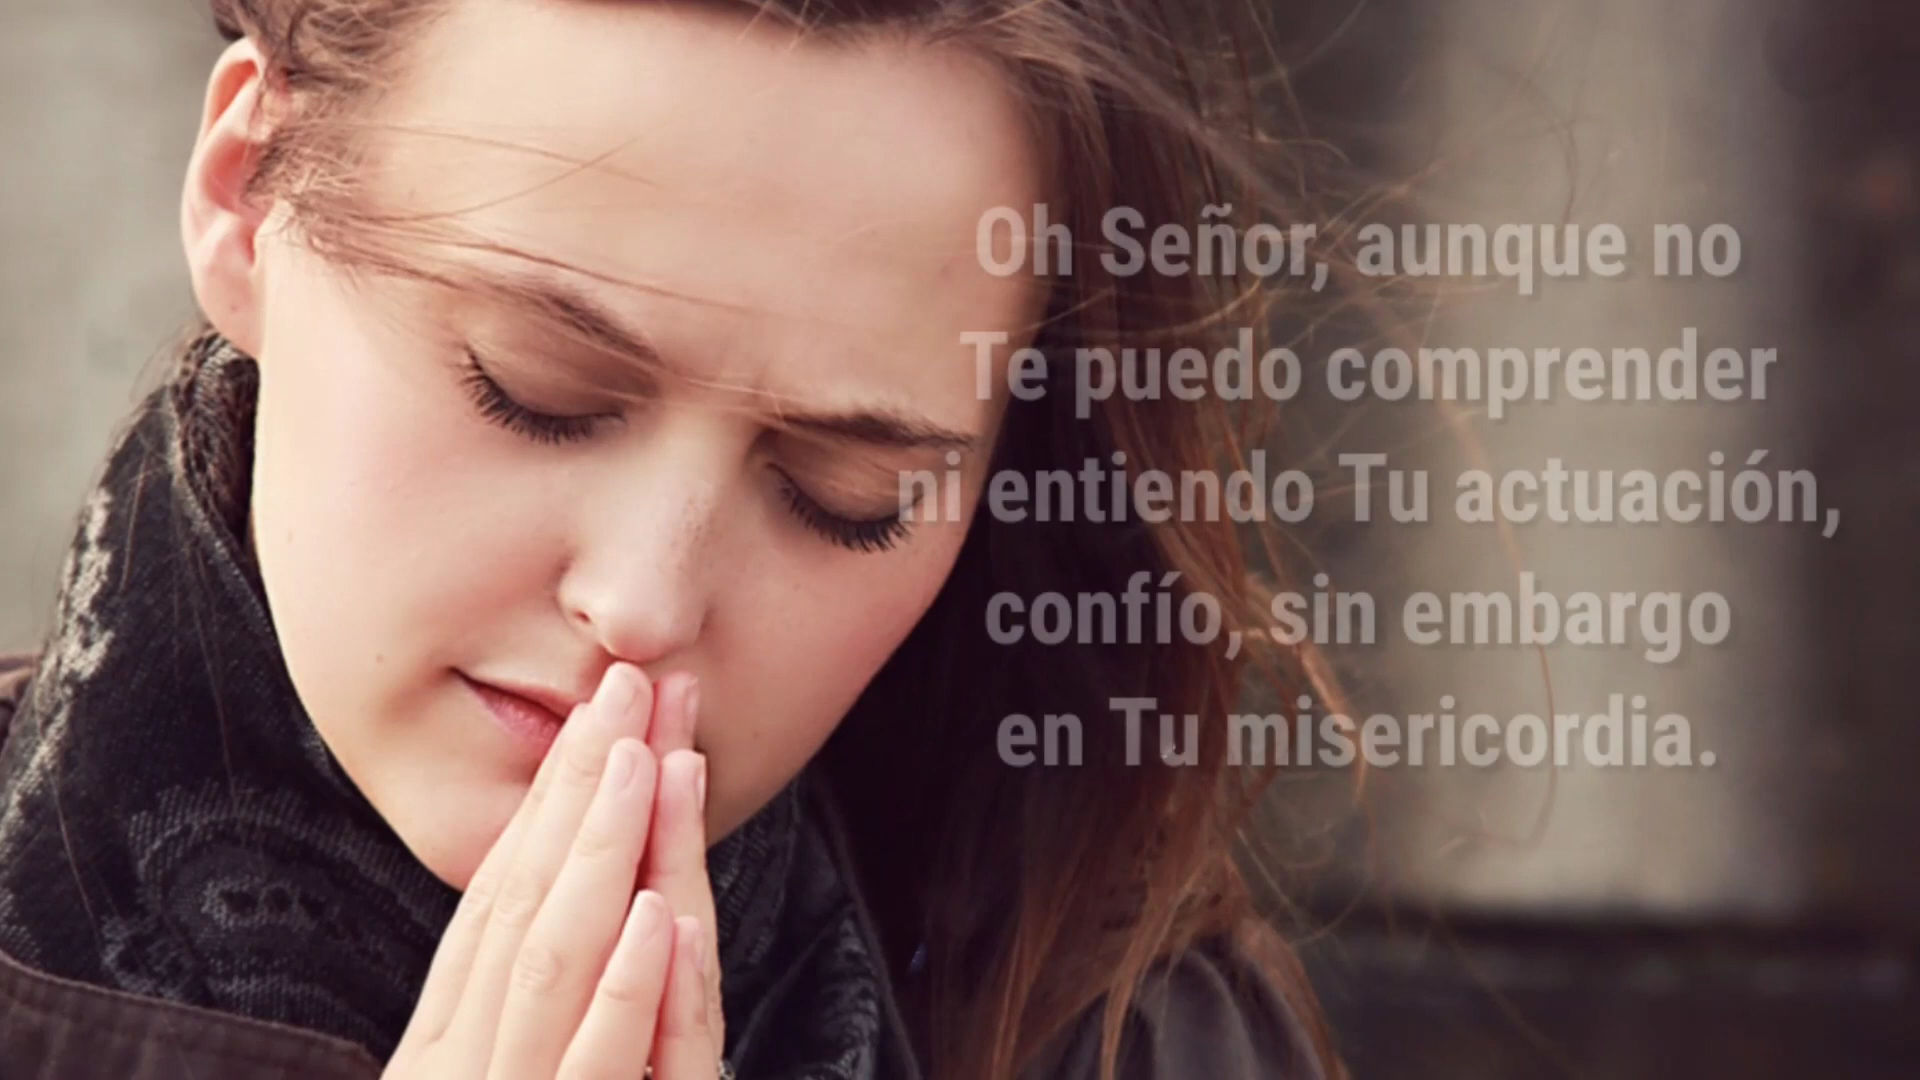 Oh Señor, aunque no
Te puedo comprender
ni entiendo Tu actuación,
confío, sin embargo
en Tu misericordia.